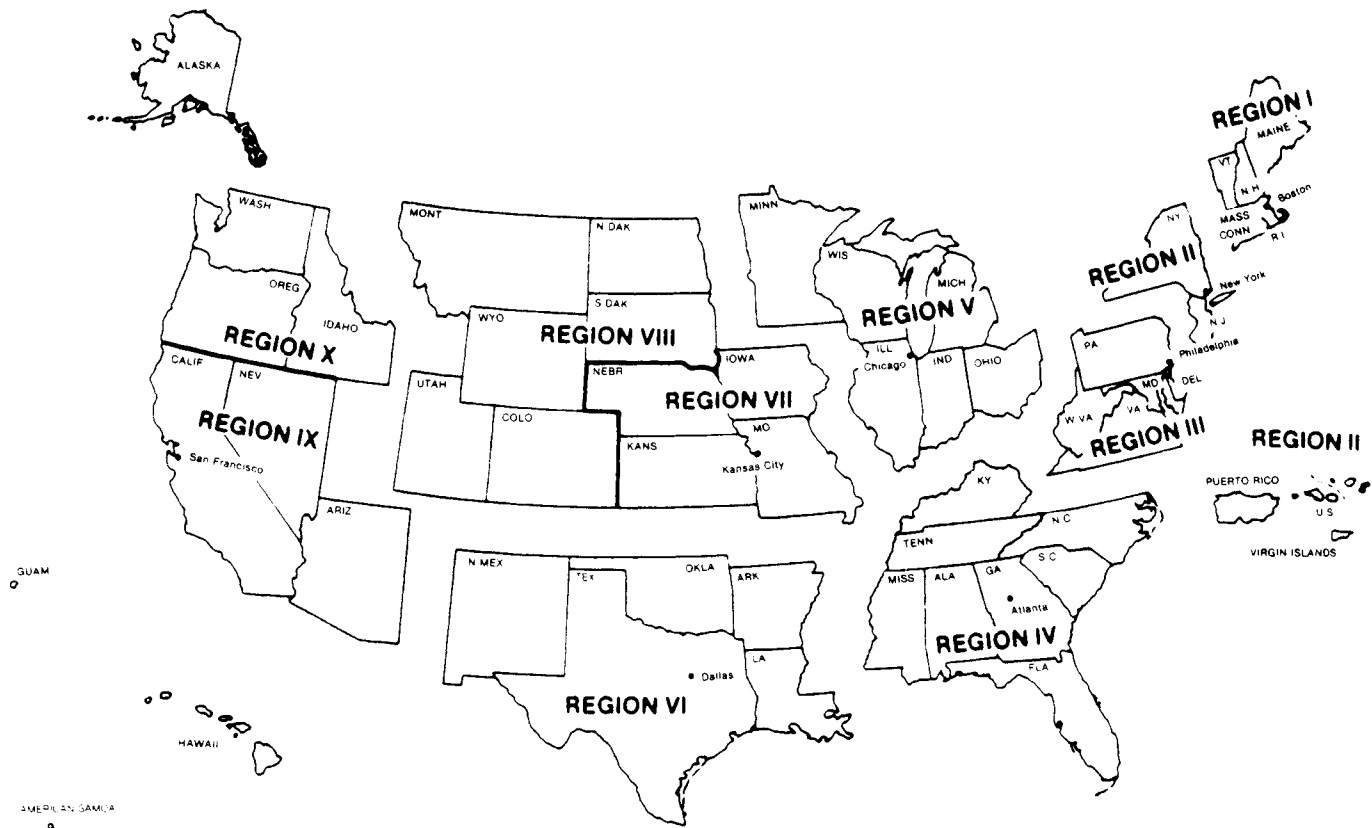 ALASKA
REGION I
MAINE
VT
N H
Boston
MASS
CONN
R I
WASH
MONT
N DAK
MINN
NY
WIS
MICH
REGION II
New York
N J
OREG
IDAHO
REGION X
WYO
S DAK
REGION VIII
REGION V
ILL
Chicago
IND
OHIO
PA
Philadelphia
MD
DEL
W VA
VA
REGION III
CALIF
NEV
REGION IX
San Francisco
UTAH
COLO
NEBR
IOWA
REGION VII
KANS
MO
Kansas City
REGION II
PUERTO RICO
U S
VIRGIN ISLANDS
KY
ARIZ
TENN
N C
S C
N MEX
TEX
OKLA
ARK
MISS
ALA
GA
Atlanta
REGION IV
FLA
LA
Dallas
REGION VI
GUAM
HAWAII
AMERICAN SAMOA